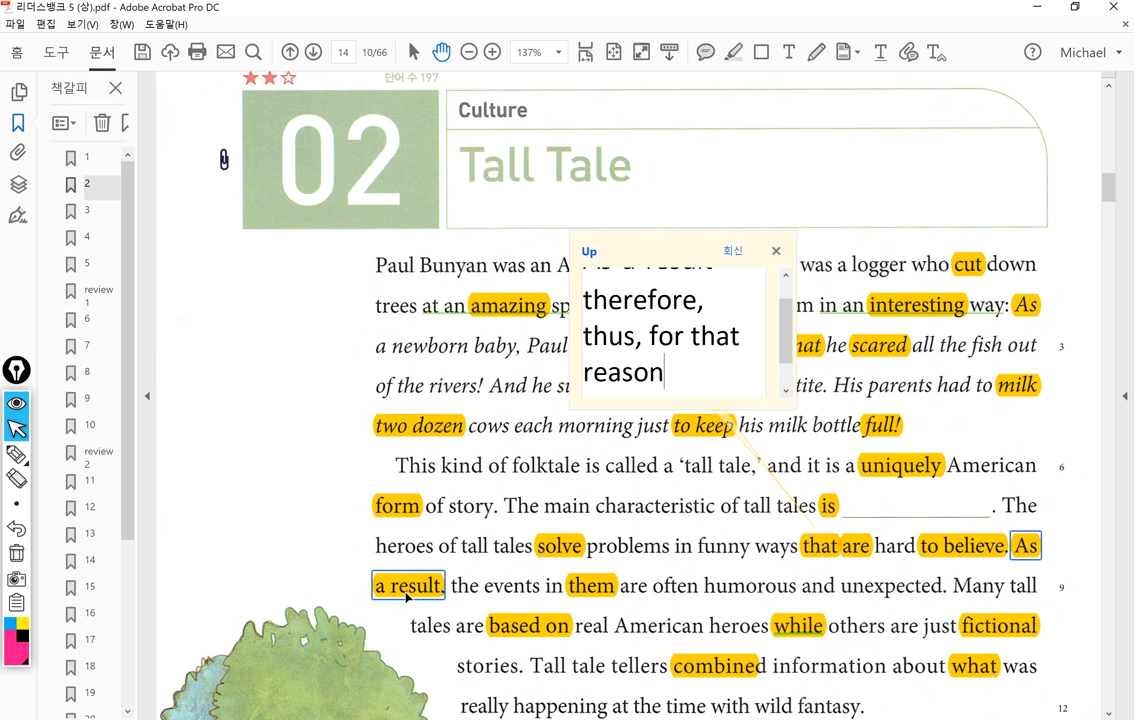 리더스뱅크 5 (상).pdf - Adobe Acrobat Pro DC
파일 편집 보기(V) 창(W) 도움말(H)
홈 도구 문서 14 10/66 137% Michael
책갈피
단어 수 197
02
Culture
Tall Tale
1
2
3
4
5
review
1
6
7
8
9
10
review
2
11
12
13
14
15
16
17
18
19
Up 회신
As a result
therefore,
thus, for that
reason
Paul Bunyan was an A was a logger who cut down
trees at an amazing sp m in an interesting way: As
a newborn baby, Paul hat he scared all the fish out 3
of the rivers! And he su tite. His parents had to milk
two dozen cows each morning just to keep his milk bottle full!
This kind of folktale is called a ‘tall tale,’ and it is a uniquely American 6
form of story. The main characteristic of tall tales is ______________. The
heroes of tall tales solve problems in funny ways that are hard to believe. As
a result, the events in them are often humorous and unexpected. Many tall 9
tales are based on real American heroes while others are just fictional
stories. Tall tale tellers combined information about what was
really happening at the time with wild fantasy. 12